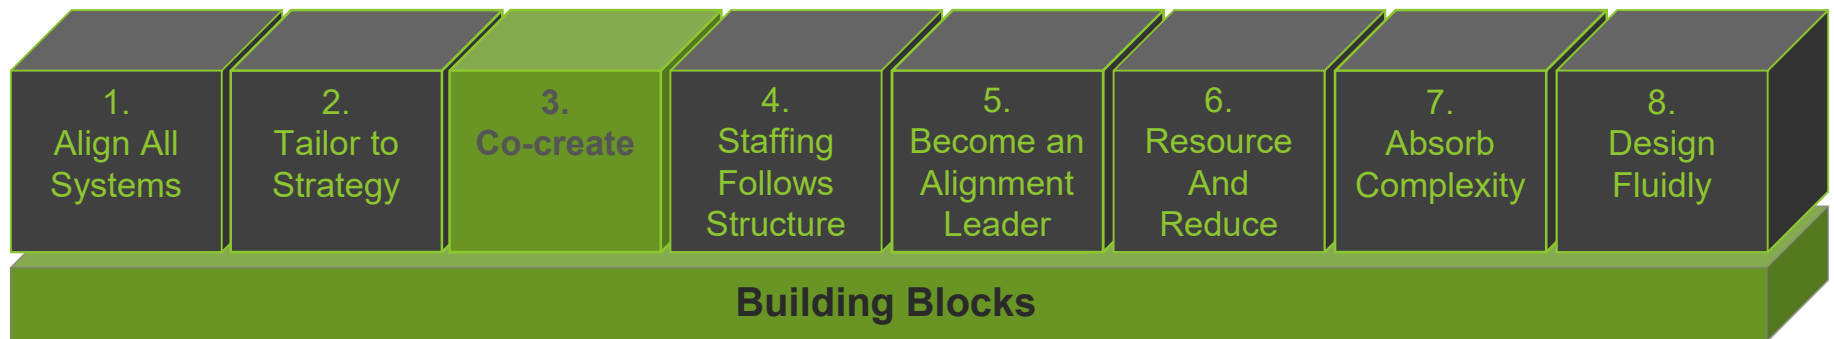 1.
Align All
Systems
2.
Tailor to
Strategy
3.
Co-create
4.
Staffing
Follows
Structure
5.
Become an
Alignment
Leader
6.
Resource
And
Reduce
7.
Absorb
Complexity
8.
Design
Fluidly
Building Blocks